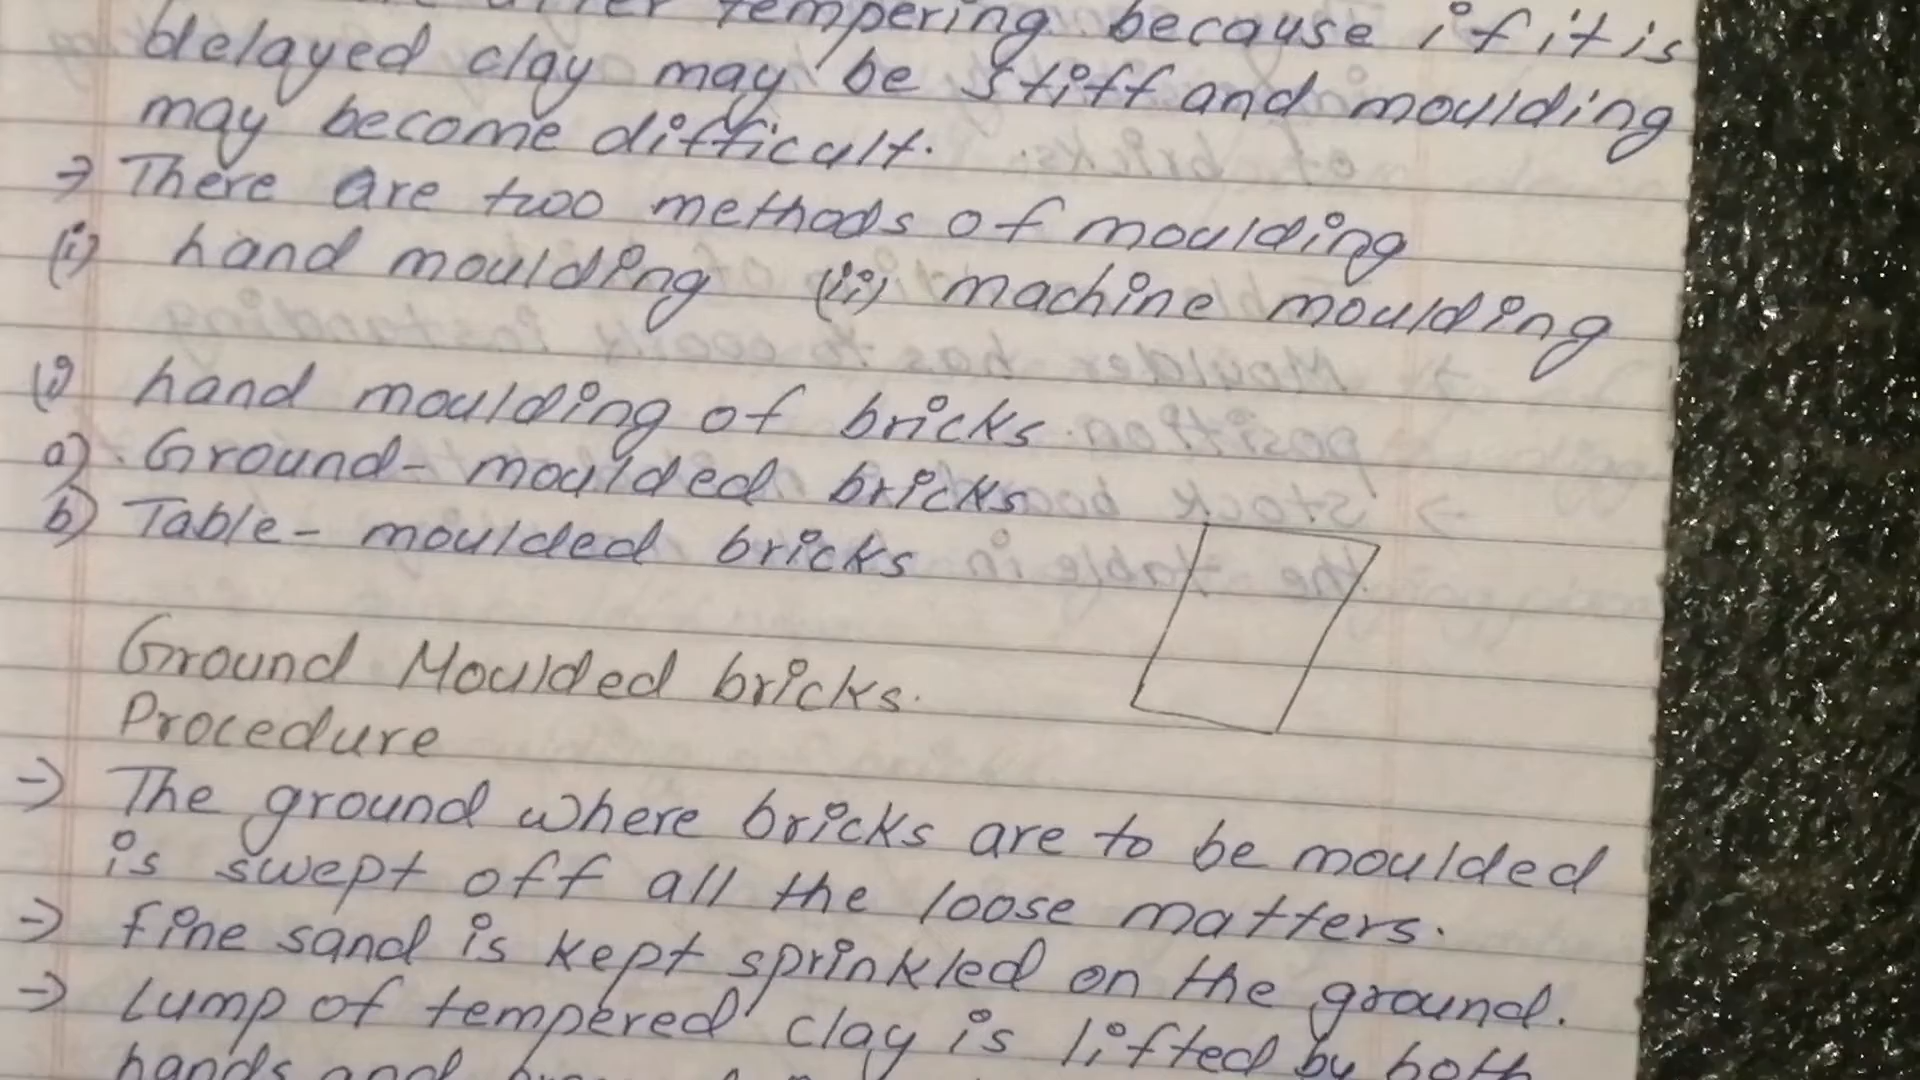 tempering because if it is
delayed clay may be stiff and moulding
may become difficult.
→ There are two methods of moulding
(i) hand moulding (ii) machine moulding
(i) hand moulding of bricks.
a) Ground-moulded bricks
b) Table-moulded bricks
Ground Moulded bricks.
Procedure
→ The ground where bricks are to be moulded
is swept off all the loose matters.
→ fine sand is kept sprinkled on the ground.
→ Lump of tempered clay is lifted by both
hands and